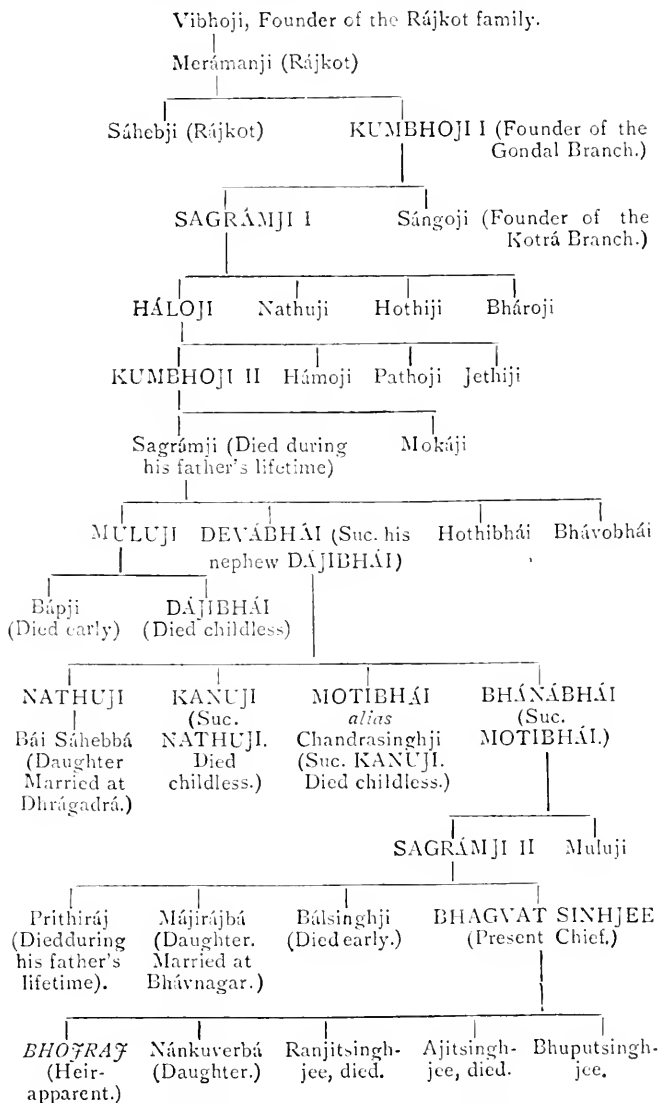 Vibhoji, Founder of the Rájkot family.
Merámanji (Rájkot)
Sáhebji (Rájkot) KUMBHOJI I (Founder of the
Gondal Branch.)
SAGRÁMJI I Sángoji (Founder of the
Kotrá Branch.)
HÁLOJI Nathuji Hothiji Bhároji
KUMBHOJI II Hámoji Pathoji Jethiji
Sagrámji (Died during Mokáji
his father's lifetime)
MULUJI DEVÁBHÁI (Suc. his Hothibhái Bhávobhái
nephew DÁJIBHÁI)
Bápji DÁJIBHÁI
(Died early) (Died childless)
NATHUJI KANUJI MOTIBHÁI BHÁNÁBHÁI
Bái Sáhebbá (Suc. alias (Suc.
(Daughter NATHUJI. Chandrasinghji MOTIBHÁI.)
Married at Died (Suc. KANUJI.
Dhrágadrá.) childless.) Died childless.)
SAGRÁMJI II Muluji
Prithiráj Májirájbá Bálsinghji BHAGVAT SINHJEE
(Died during (Daughter. (Died early.) (Present Chief.)
his father's Married at
lifetime). Bhávnagar.)
BHOJRAJ Nánkuverbá Ranjitsingh- Ajitsingh- Bhuputsingh-
(Heir- (Daughter.) jee, died. jee, died. jee.
apparent.)